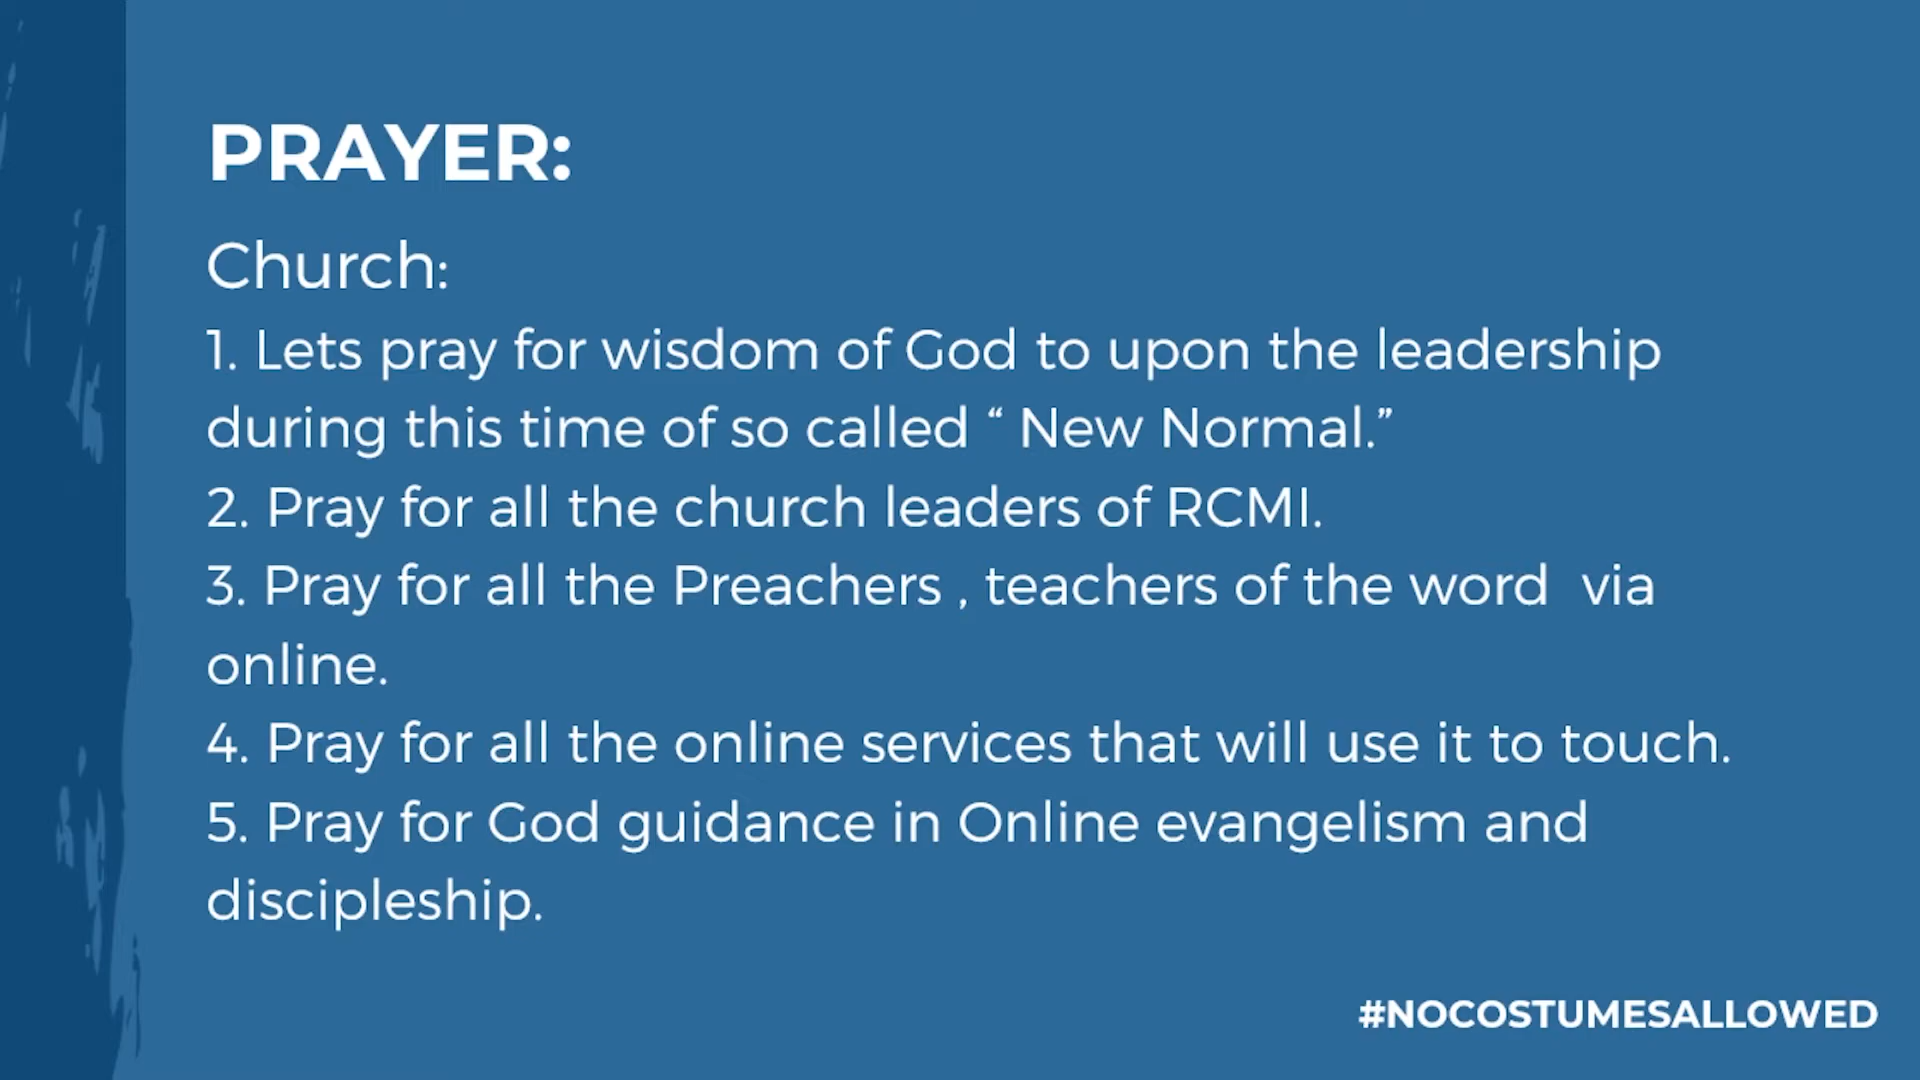 PRAYER:
Church:
1. Lets pray for wisdom of God to upon the leadership
during this time of so called “ New Normal.”
2. Pray for all the church leaders of RCMI.
3. Pray for all the Preachers , teachers of the word  via
online.
4. Pray for all the online services that will use it to touch.
5. Pray for God guidance in Online evangelism and
discipleship.
#NOCOSTUMESALLOWED